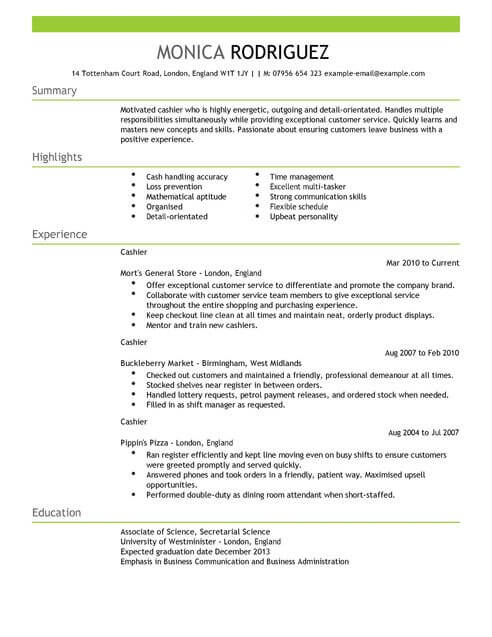 MONICA RODRIGUEZ
14 Tottenham Court Road, London, England W1T 1JY | | M: 07956 654 323 example-email@example.com
Summary
Motivated cashier who is highly energetic, outgoing and detail-orientated. Handles multiple
responsibilities simultaneously while providing exceptional customer service. Quickly learns and
masters new concepts and skills. Passionate about ensuring customers leave business with a
positive experience.
Highlights
• Cash handling accuracy
• Loss prevention
• Mathematical aptitude
• Organised
• Detail-orientated
• Time management
• Excellent multi-tasker
• Strong communication skills
• Flexible schedule
• Upbeat personality
Experience
Cashier
Mar 2010 to Current
Mort's General Store - London, England
• Offer exceptional customer service to differentiate and promote the company brand.
• Collaborate with customer service team members to give exceptional service
throughout the entire shopping and purchasing experience.
• Keep checkout line clean at all times and maintain neat, orderly product displays.
• Mentor and train new cashiers.
Cashier
Aug 2007 to Feb 2010
Buckleberry Market - Birmingham, West Midlands
• Checked out customers and maintained a friendly, professional demeanour at all times.
• Stocked shelves near register in between orders.
• Handled lottery requests, petrol payment releases, and ordered stock when needed.
• Filled in as shift manager as requested.
Cashier
Aug 2004 to Jul 2007
Pippin's Pizza - London, England
• Ran register efficiently and kept line moving even on busy shifts to ensure customers
were greeted promptly and served quickly.
• Answered phones and took orders in a friendly, patient way. Maximised upsell
opportunities.
• Performed double-duty as dining room attendant when short-staffed.
Education
Associate of Science, Secretarial Science
University of Westminister - London, England
Expected graduation date December 2013
Emphasis in Business Communication and Business Administration